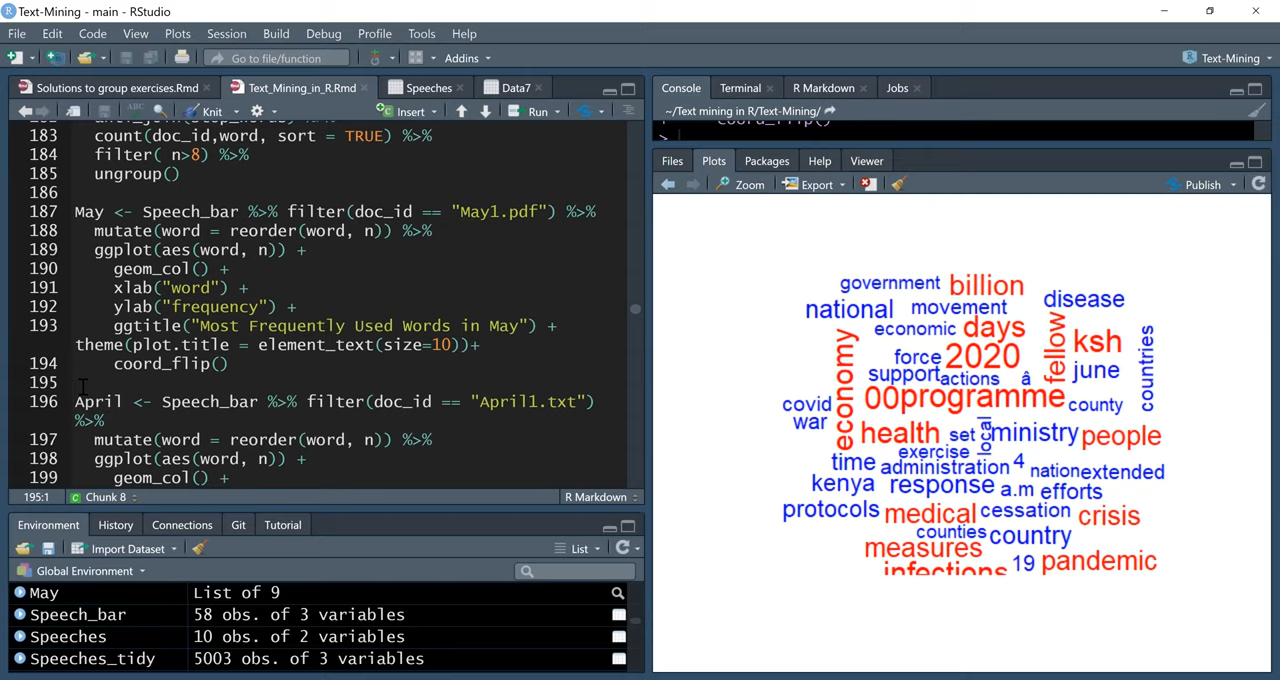 Text-Mining - main - RStudio
File Edit Code View Plots Session Build Debug Profile Tools Help
Go to file/function Addins Text-Mining
Solutions to group exercises.Rmd Text_Mining_in_R.Rmd Speeches Data7
ABC Knit Insert Run
183 count(doc_id,word, sort = TRUE) %>%
184 filter( n>8) %>%
185 ungroup()
186
187 May <- Speech_bar %>% filter(doc_id == "May1.pdf") %>%
188 mutate(word = reorder(word, n)) %>%
189 ggplot(aes(word, n)) +
190 geom_col() +
191 xlab("word") +
192 ylab("frequency") +
193 ggtitle("Most Frequently Used Words in May") +
theme(plot.title = element_text(size=10))+
194 coord_flip()
195
196 April <- Speech_bar %>% filter(doc_id == "April1.txt")
%>%
197 mutate(word = reorder(word, n)) %>%
198 ggplot(aes(word, n)) +
199 geom_col() +
195:1 Chunk 8 R Markdown
Environment History Connections Git Tutorial
Import Dataset List
Global Environment
May List of 9
Speech_bar 58 obs. of 3 variables
Speeches 10 obs. of 2 variables
Speeches_tidy 5003 obs. of 3 variables
Console Terminal R Markdown Jobs
~/Text mining in R/Text-Mining/
coord_flip()
>
Files Plots Packages Help Viewer
Zoom Export Publish
government billion
national movement disease
economic days
economy force 2020 fellow ksh countries
support actions â june
covid 00 programme county
war
health set local ministry people
exercise
time administration 4 nation extended
kenya response a.m efforts
protocols medical cessation crisis
counties country
measures
infections 19 pandemic